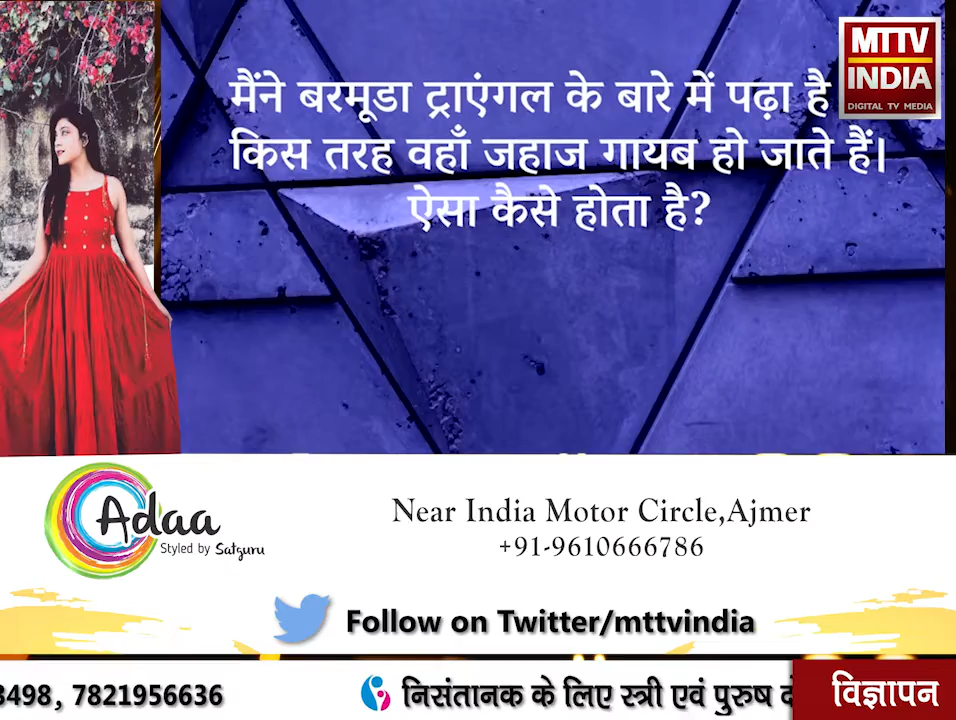 मैंने बरमूडा ट्राएंगल के बारे में पढ़ा है
किस तरह वहाँ जहाज गायब हो जाते हैं।
ऐसा कैसे होता है?
MTTV
INDIA
DIGITAL TV MEDIA
Adaa
Styled by Satguru
Near India Motor Circle,Ajmer
+91-9610666786
Follow on Twitter/mttvindia
3498, 7821956636
निसंतानक के लिए स्त्री एवं पुरुष
विज्ञापन